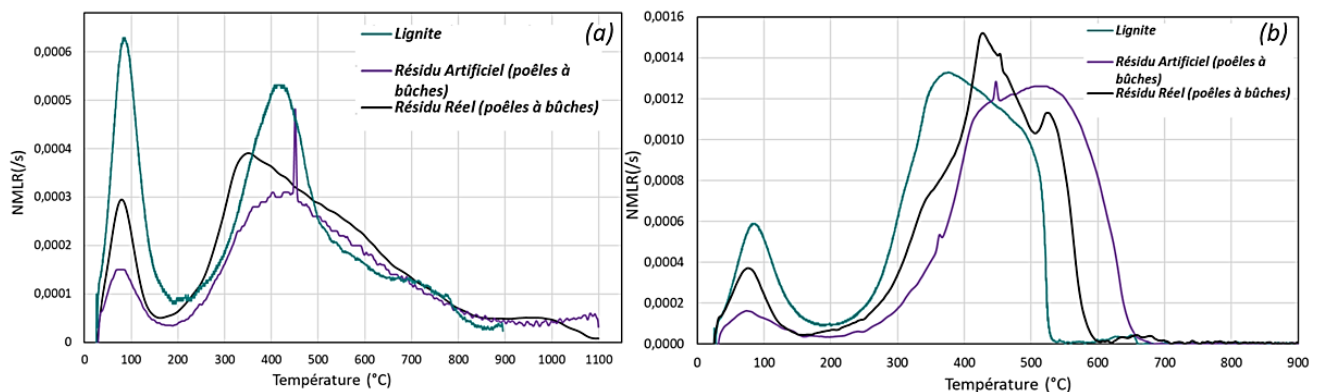 (a)
Lignite
Résidu Artificiel (poêles à
bûches)
Résidu Réel (poêles à bûches)
NMLR(/s)
0,0006
0,0005
0,0004
0,0003
0,0002
0,0001
0
0 100 200 300 400 500 600 700 800 900 1000 1100
Température (°C)
(b)
Lignite
Résidu Artificiel (poêles à
bûches)
Résidu Réel (poêles à bûches)
NMLR(/s)
0,0016
0,0014
0,0012
0,0010
0,0008
0,0006
0,0004
0,0002
0,0000
0 100 200 300 400 500 600 700 800 900
Température (°C)